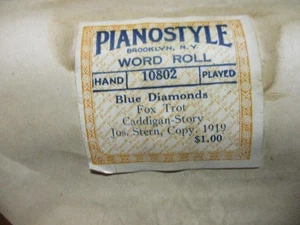 PIANOSTYLE
BROOKLYN, N.Y.
WORD ROLL
HAND 10802 PLAYED
Blue Diamonds
Fox Trot
Caddigan-Story
Jos. Stern, Copy. 1919
$1.00